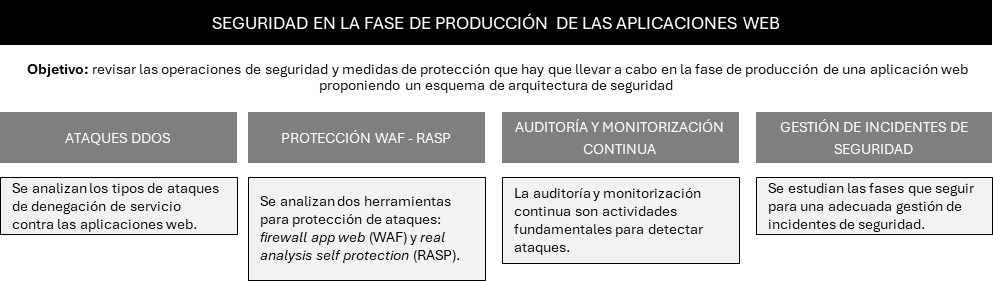 SEGURIDAD EN LA FASE DE PRODUCCIÓN DE LAS APLICACIONES WEB
Objetivo: revisar las operaciones de seguridad y medidas de protección que hay que llevar a cabo en la fase de producción de una aplicación web
proponiendo un esquema de arquitectura de seguridad
ATAQUES DDOS
Se analizan los tipos de ataques
de denegación de servicio
contra las aplicaciones web.
PROTECCIÓN WAF - RASP
Se analizan dos herramientas
para protección de ataques:
firewall app web (WAF) y real
analysis self protection (RASP).
AUDITORÍA Y MONITORIZACIÓN
CONTINUA
La auditoría y monitorización
continua son actividades
fundamentales para detectar
ataques.
GESTIÓN DE INCIDENTES DE
SEGURIDAD
Se estudian las fases que seguir
para una adecuada gestión de
incidentes de seguridad.